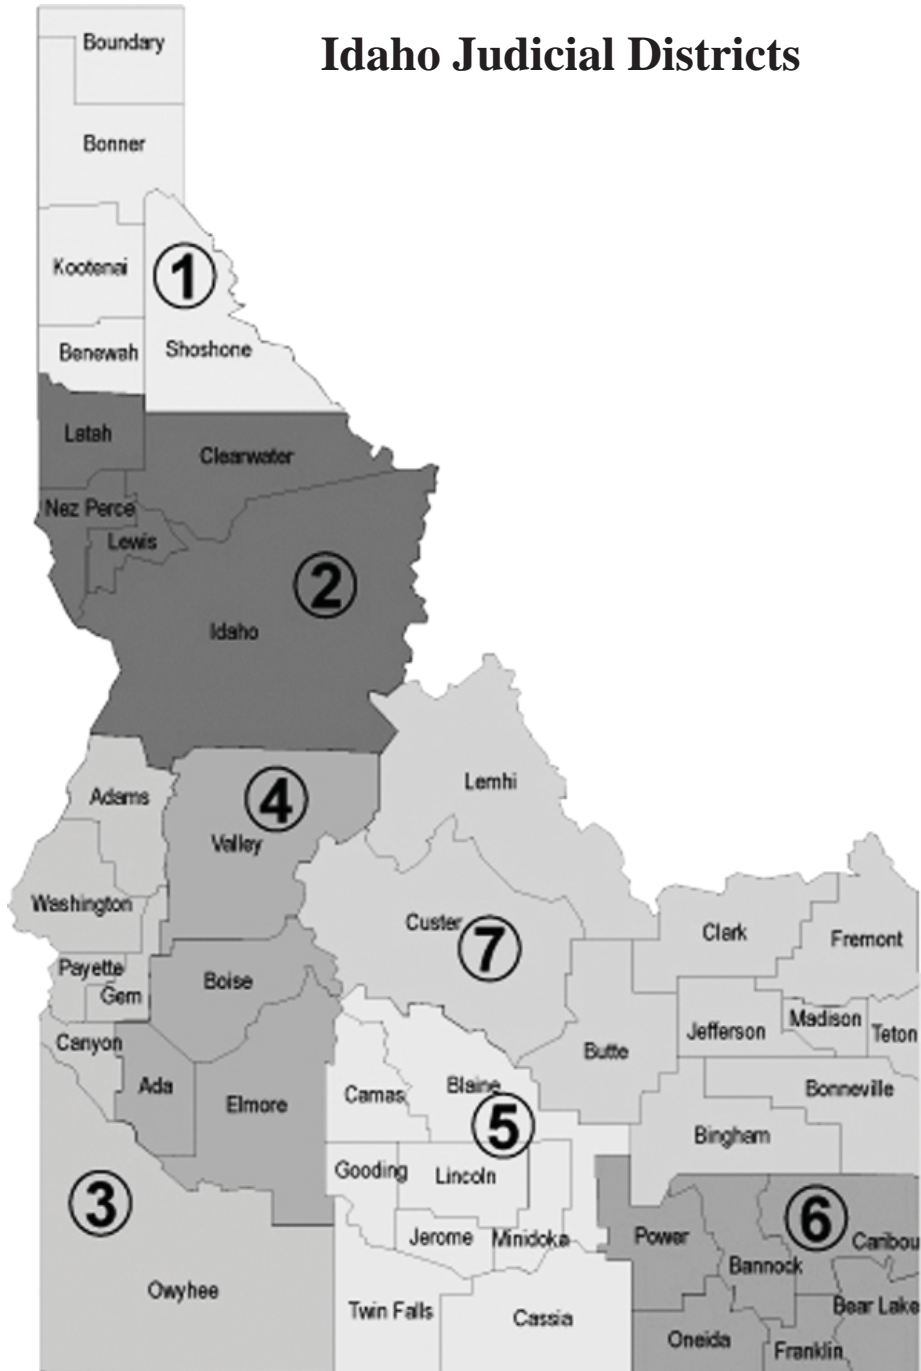 Idaho Judicial Districts
Boundary
Bonner
Kootenai
1
Benewah
Shoshone
Latah
Clearwater
Nez Perce
Lewis
2
Idaho
Lemhi
Adams
4
Valley
Washington
Custer
7
Clark
Fremont
Payette
Gem
Boise
Canyon
Ada
Elmore
Butte
Jefferson
Madison
Teton
Camas
Blaine
5
Bonneville
Bingham
Gooding
Lincoln
3
Jerome
Minidoka
Power
6
Caribou
Bannock
Owyhee
Twin Falls
Cassia
Bear Lake
Oneida
Franklin